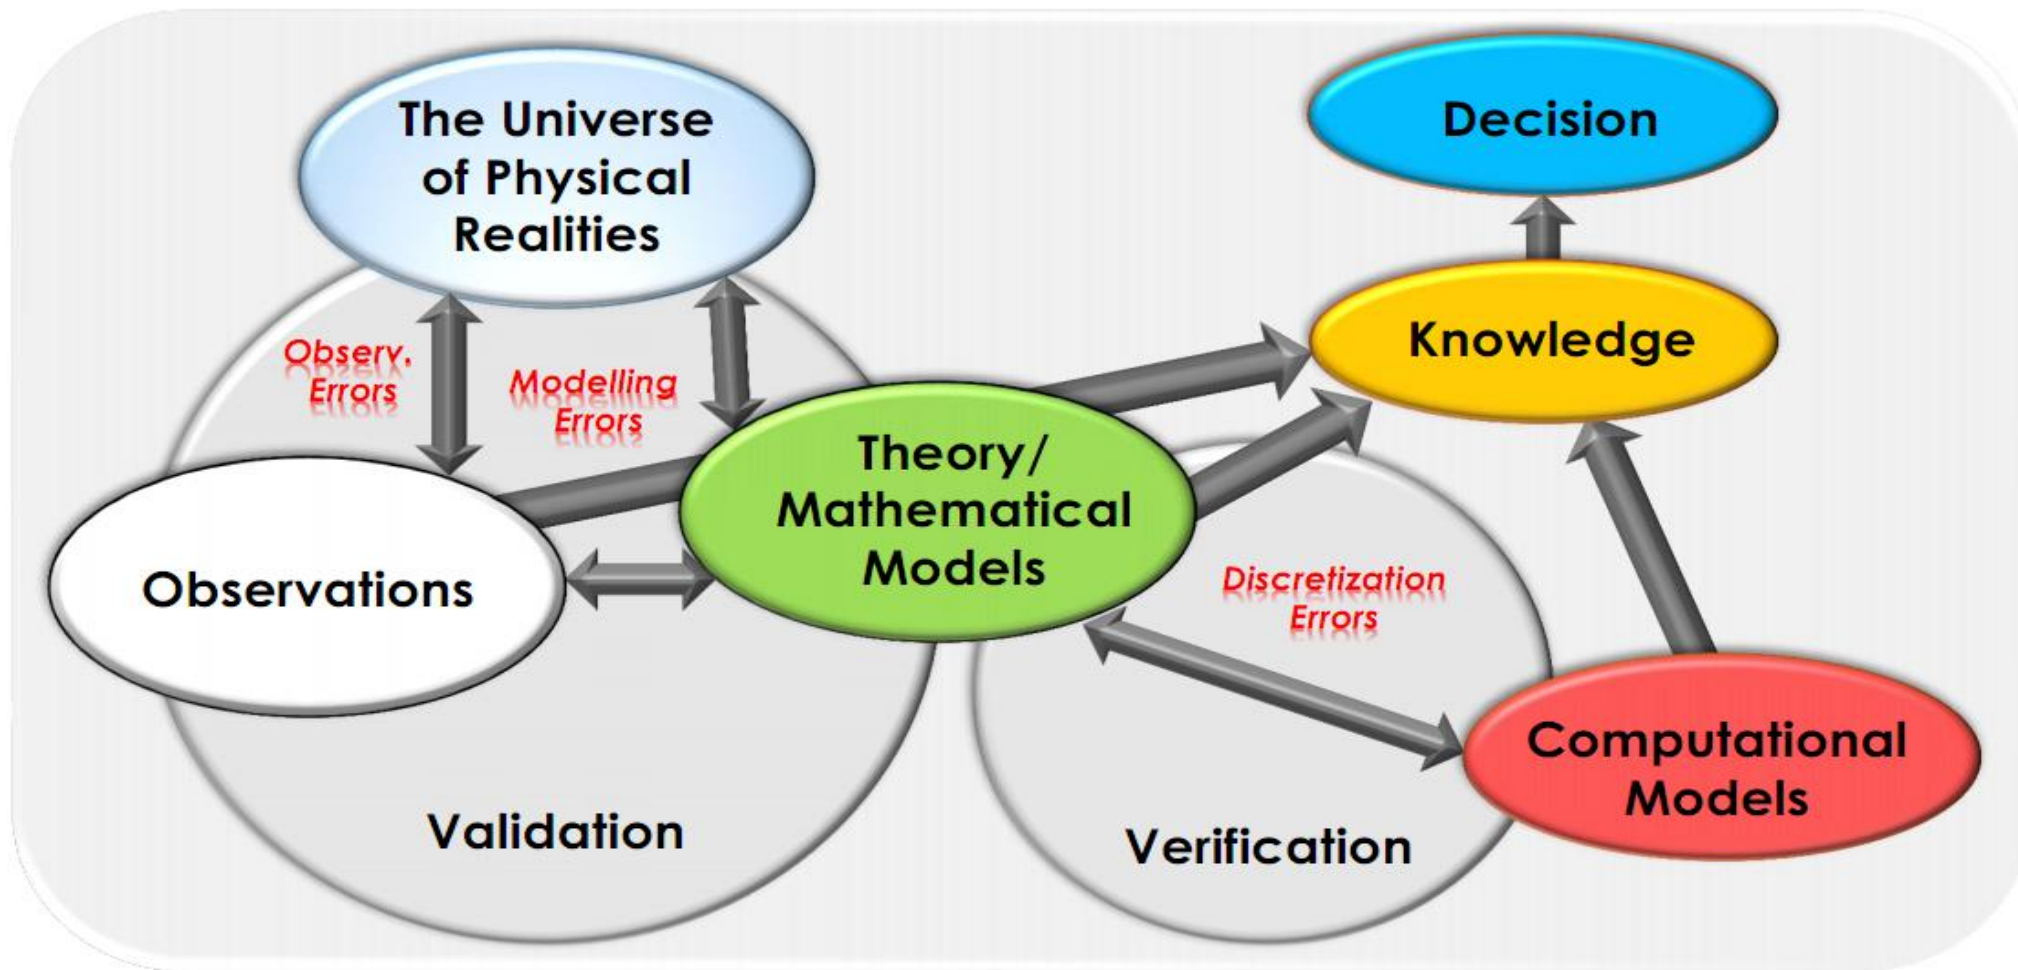 The Universe
of Physical
Realities
Decision
Observ.
Errors
Modelling
Errors
Knowledge
Theory/
Mathematical
Models
Observations
Discretization
Errors
Computational
Models
Validation
Verification